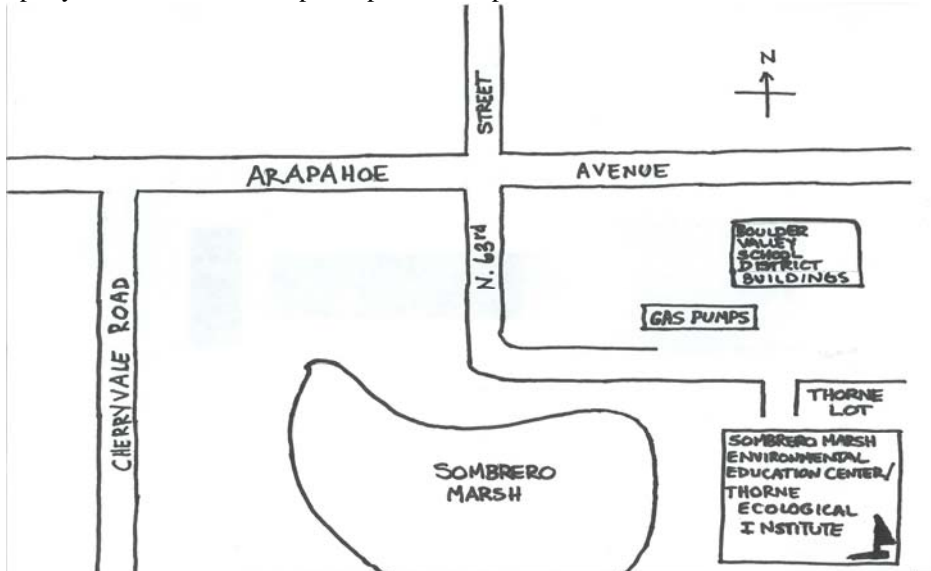 N
STREET
ARAPAHOE
AVENUE
N. 63rd
BOULDER
VALLEY
SCHOOL
DISTRICT
BUILDINGS
GAS PUMPS
CHERRYVALE ROAD
THORNE
LOT
SOMBRERO
MARSH
SOMBRERO MARSH
ENVIRONMENTAL
EDUCATION CENTER/
THORNE
ECOLOGICAL
INSTITUTE